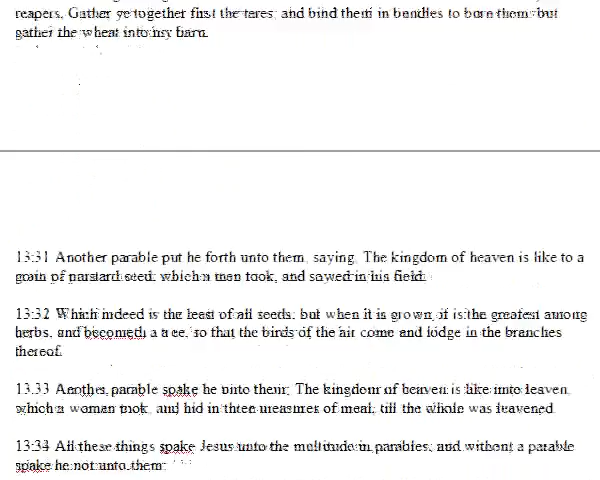 reapers, Gather ye together first the tares, and bind them in bundles to burn them: but
gather the wheat into my barn.
13:31 Another parable put he forth unto them, saying, The kingdom of heaven is like to a
grain of mustard seed, which a man took, and sowed in his field:
13:32 Which indeed is the least of all seeds: but when it is grown, it is the greatest among
herbs, and becometh a tree, so that the birds of the air come and lodge in the branches
thereof.
13:33 Another parable spake he unto them; The kingdom of heaven is like unto leaven,
which a woman took, and hid in three measures of meal, till the whole was leavened.
13:34 All these things spake Jesus unto the multitude in parables; and without a parable
spake he not unto them: